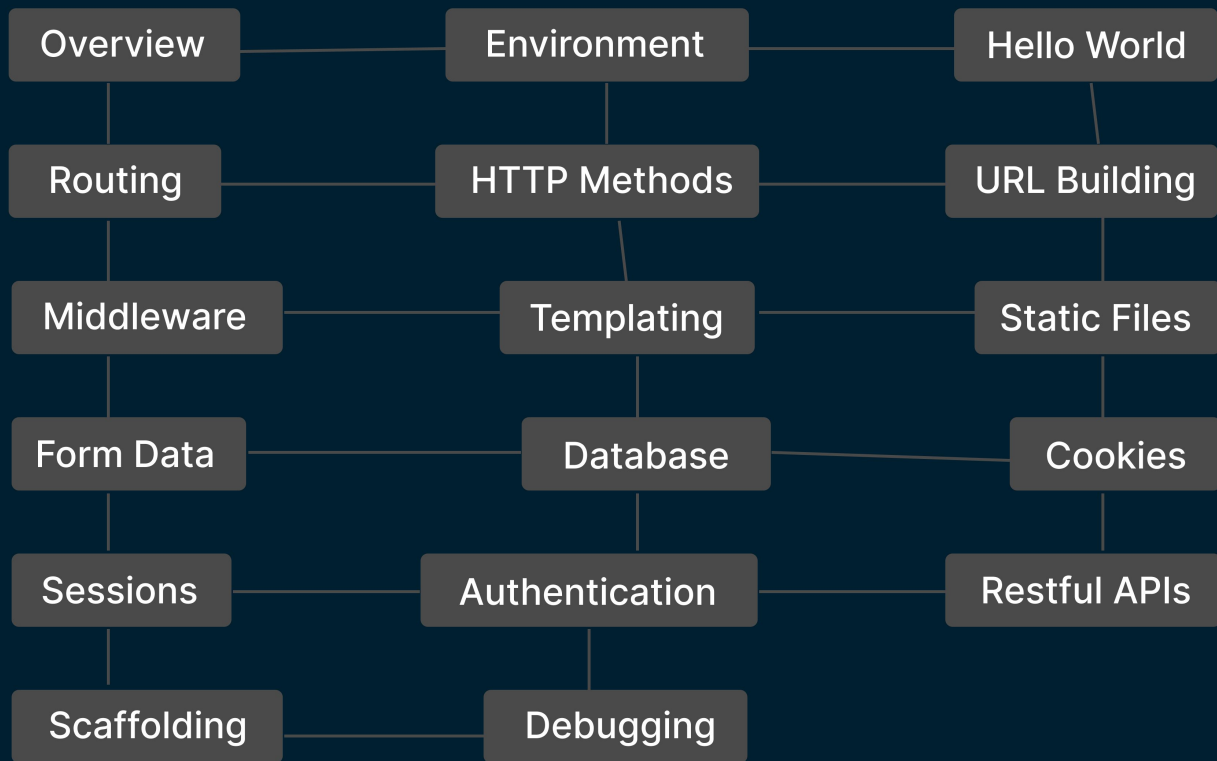 Overview
Environment
Hello World
Routing
HTTP Methods
URL Building
Middleware
Templating
Static Files
Form Data
Database
Cookies
Sessions
Authentication
Restful APIs
Scaffolding
Debugging